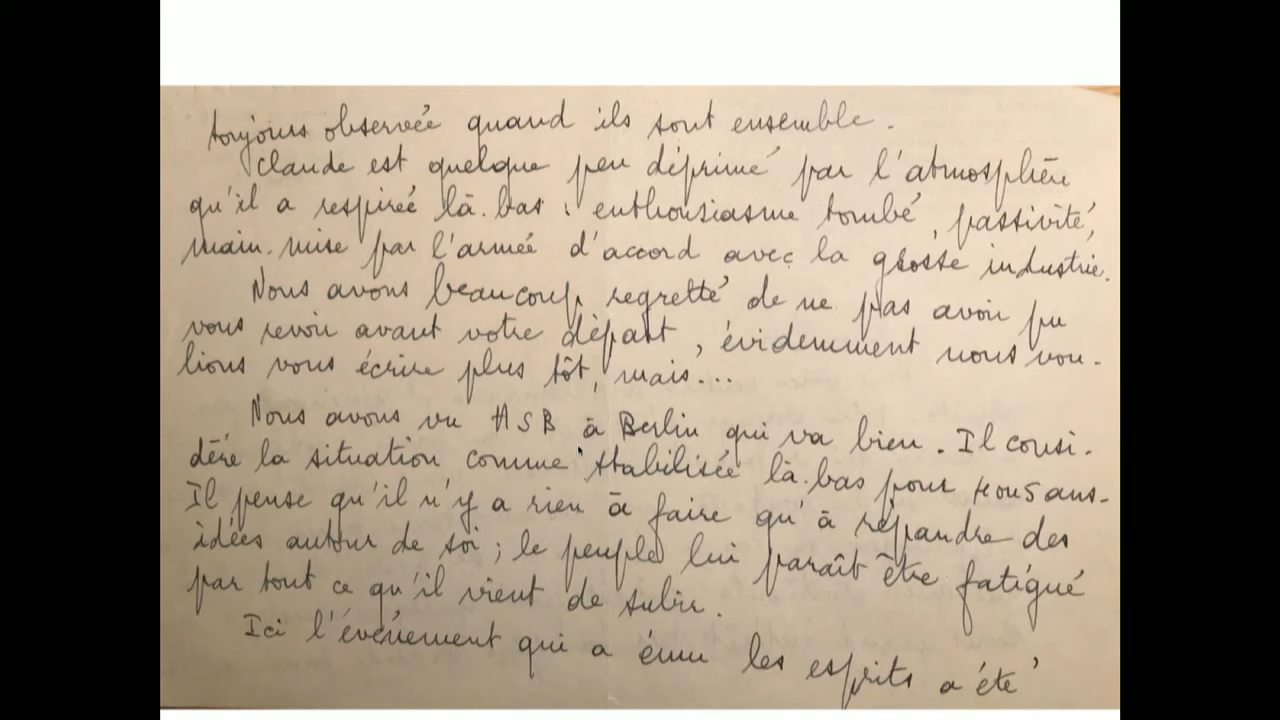 toujours observée quand ils sont ensemble.
Claude est quelque peu déprimé par l'atmosphère
qu'il a respirée là-bas : enthousiasme tombé, passivité,
main-mise par l'armée d'accord avec la grosse industrie.
Nous avons beaucoup regretté de ne pas avoir pu
vous revoir avant votre départ, évidemment nous vou-
lions vous écrire plus tôt, mais...
Nous avons vu HSB à Berlin qui va bien. Il consi-
dère la situation comme stabilisée là-bas pour ans.
Il pense qu'il n'y a rien à faire qu'à répandre des
idées autour de soi ; le peuple lui paraît être fatigué
par tout ce qu'il vient de subir.
Ici l'événement qui a ému les esprits a été